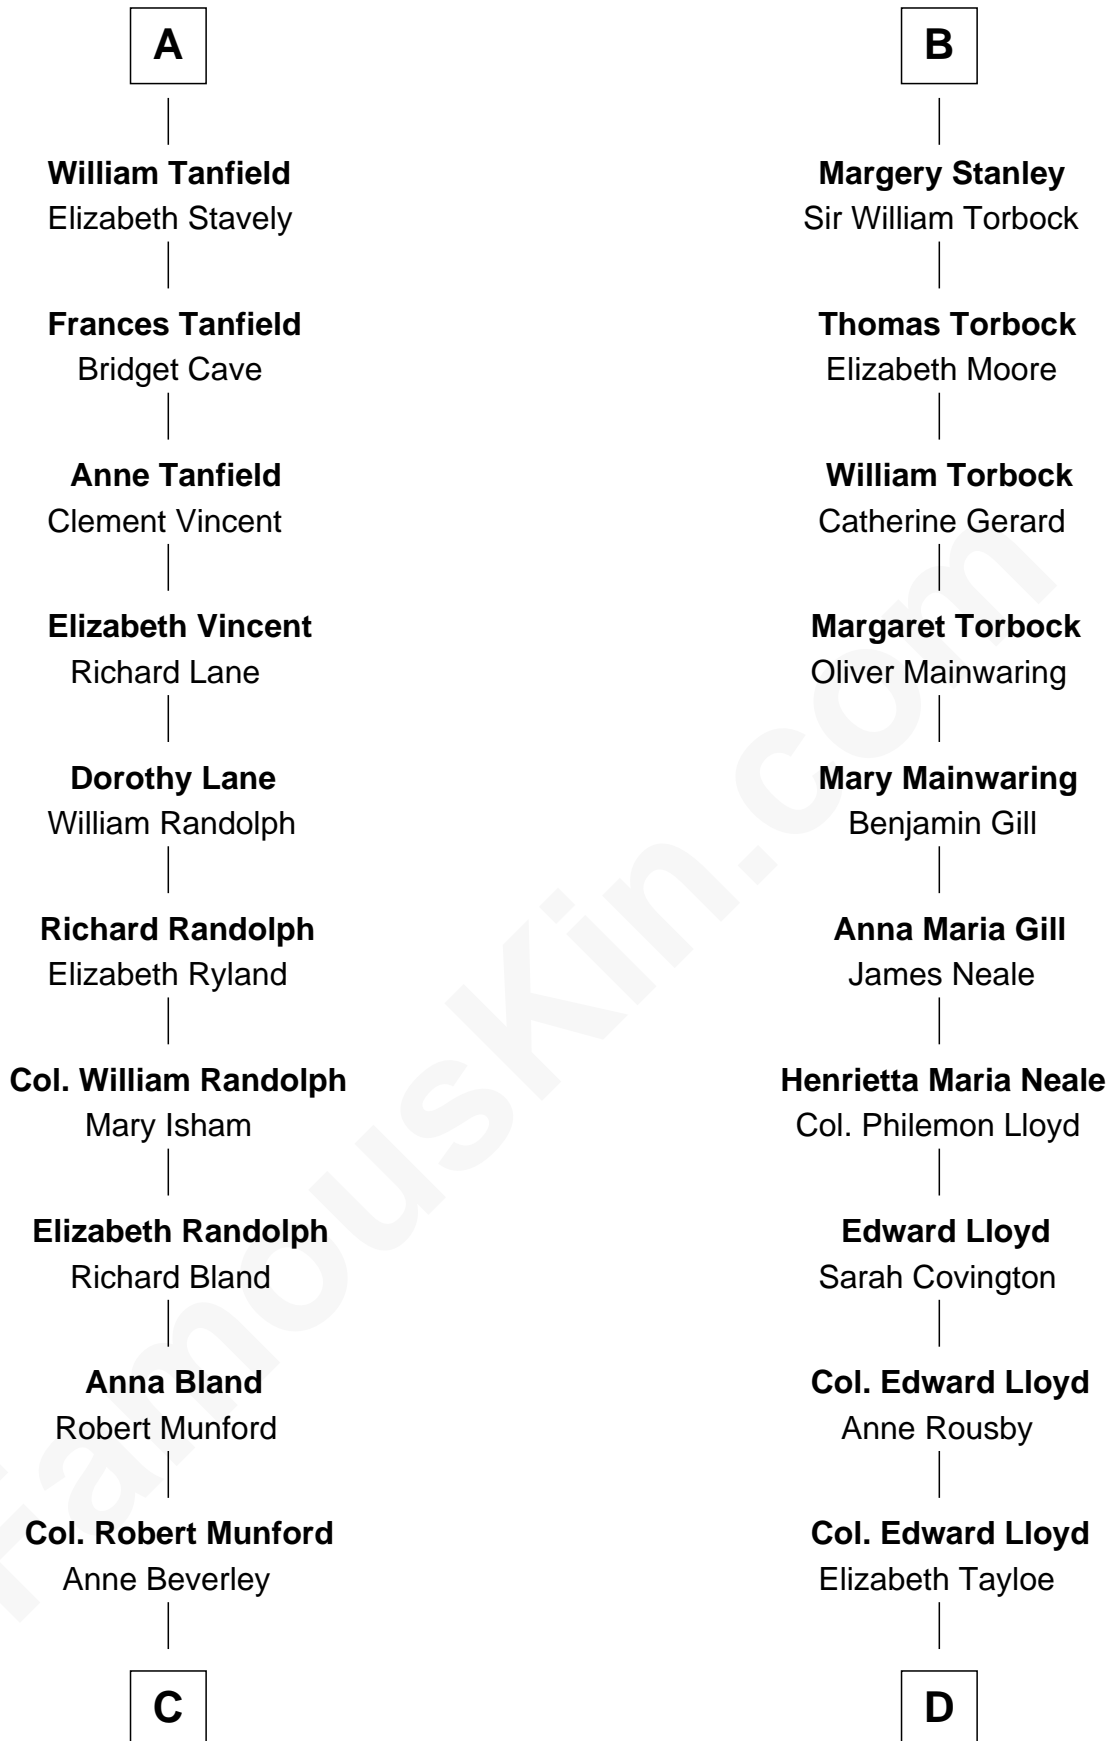 A
William Tanfield
Elizabeth Stavely
Frances Tanfield
Bridget Cave
Anne Tanfield
Clement Vincent
Elizabeth Vincent
Richard Lane
Dorothy Lane
William Randolph
Richard Randolph
Elizabeth Ryland
Col. William Randolph
Mary Isham
Elizabeth Randolph
Richard Bland
Anna Bland
Robert Munford
Col. Robert Munford
Anne Beverley
C
B
Margery Stanley
Sir William Torbock
Thomas Torbock
Elizabeth Moore
William Torbock
Catherine Gerard
Margaret Torbock
Oliver Mainwaring
Mary Mainwaring
Benjamin Gill
Anna Maria Gill
James Neale
Henrietta Maria Neale
Col. Philemon Lloyd
Edward Lloyd
Sarah Covington
Col. Edward Lloyd
Anne Rousby
Col. Edward Lloyd
Elizabeth Tayloe
D
FamousKin.com